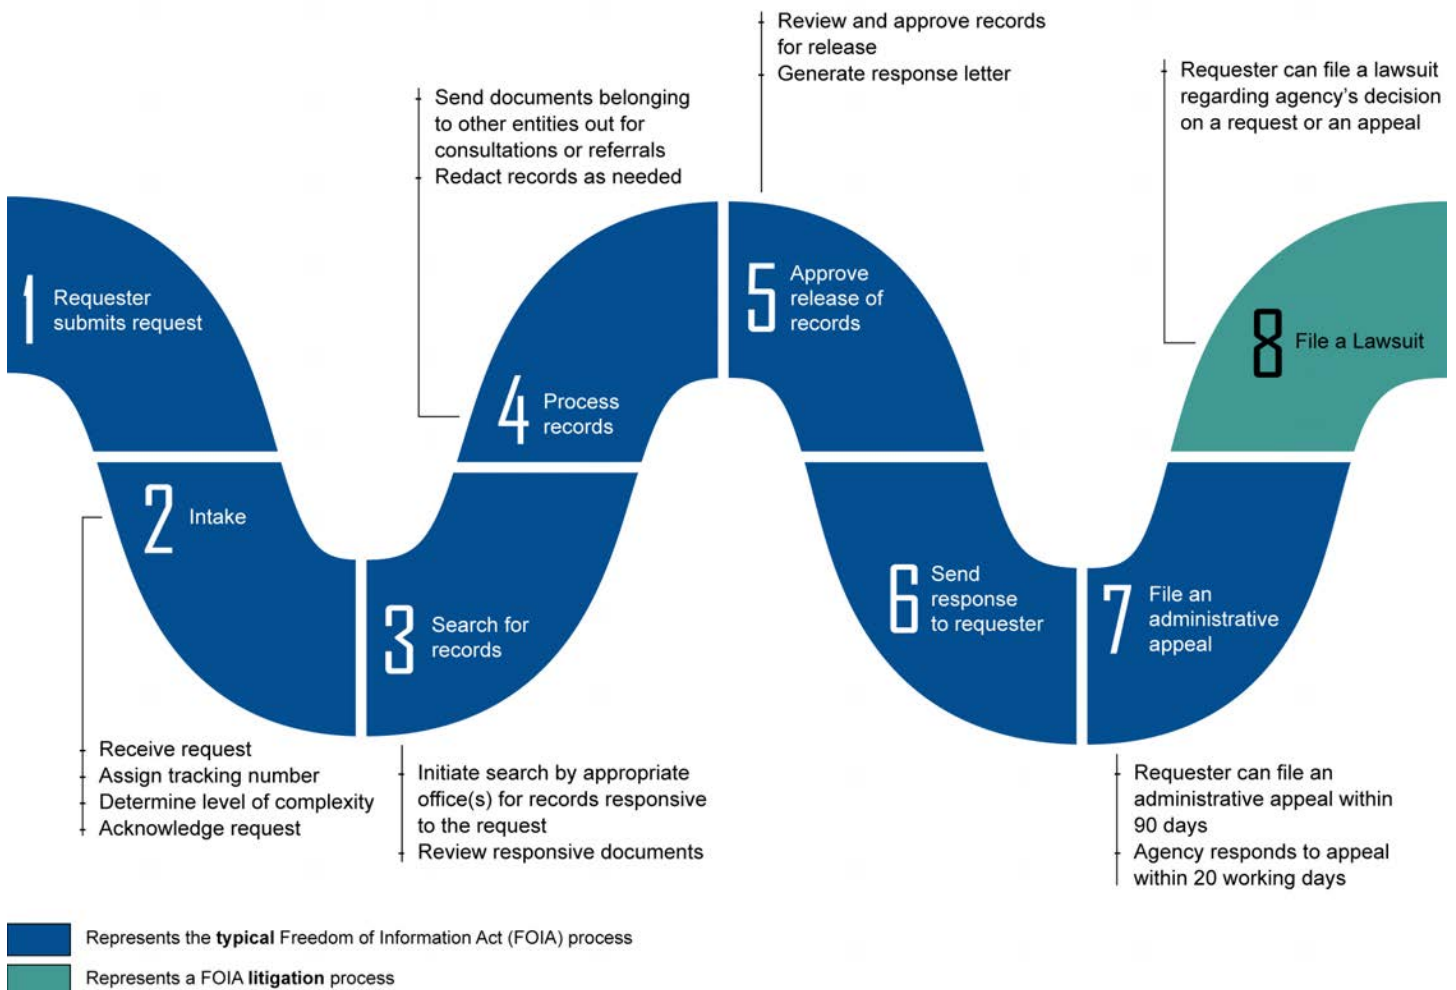 1 Requester
submits request
2 Intake
Receive request
Assign tracking number
Determine level of complexity
Acknowledge request
3 Search for
records
Initiate search by appropriate
office(s) for records responsive
to the request
Review responsive documents
4 Process
records
Send documents belonging
to other entities out for
consultations or referrals
Redact records as needed
5 Approve
release of
records
Review and approve records
for release
Generate response letter
6 Send
response
to requester
7 File an
administrative
appeal
Requester can file an
administrative appeal within
90 days
Agency responds to appeal
within 20 working days
8 File a Lawsuit
Requester can file a lawsuit
regarding agency’s decision
on a request or an appeal
Represents the typical Freedom of Information Act (FOIA) process
Represents a FOIA litigation process